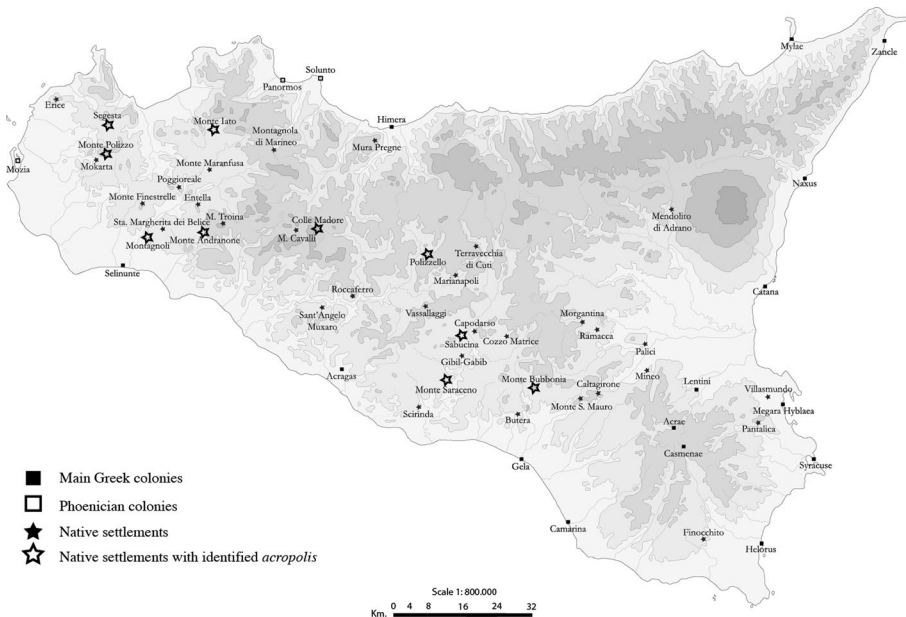 Mylae
Zancle
Solunto
Panormos
Erice
Segesta
Monte Iato
Himera
Montagnola
di Marineo
Mura Pregne
Monte Polizzo
Mokarta
Mozia
Monte Maranfusa
Poggioreale
Naxus
Monte Finestrelle
Entella
Mendolito
di Adrano
M. Troina
Colle Madore
Sta. Margherita dei Belice
M. Cavalli
Montagnoli
Monte Andranone
Terravecchia
di Cuti
Polizzello
Selinunte
Marianapoli
Catana
Roccaferro
Sant'Angelo
Muxaro
Vassallaggi
Morgantina
Capodarso
Ramacca
Sabucina
Cozzo Matrice
Palici
Gibil-Gabib
Acragas
Mineo
Monte Saraceno
Monte Bubbonia
Caltagirone
Lentini
Villasmundo
Monte S. Mauro
Megara Hyblaea
Scirinda
Butera
Acrae
Pantalica
Casmenae
Gela
Syracuse
Main Greek colonies
Phoenician colonies
Camarina
Native settlements
Finocchito
Helorus
Native settlements with identified acropolis
Scale 1: 800.000
Km. 0 4 8 16 24 32